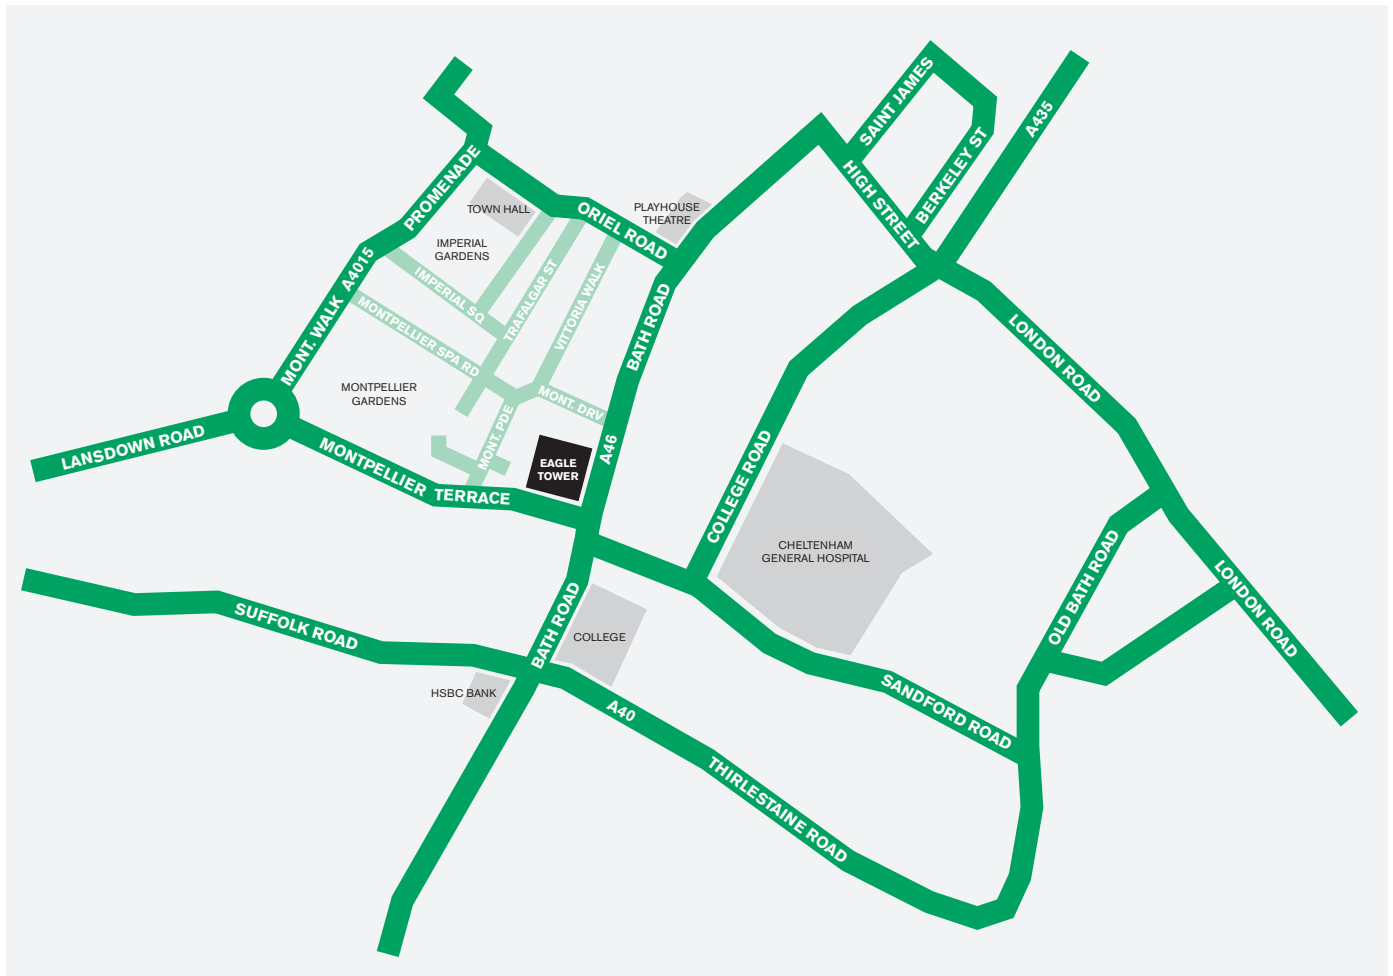 SAINT JAMES
A435
BERKELEY ST
HIGH STREET
PROMENADE
TOWN HALL
ORIEL ROAD
PLAYHOUSE
THEATRE
IMPERIAL
GARDENS
MONT. WALK A4015
IMPERIAL SQ
TRAFALGAR ST
VITTORIA WALK
BATH ROAD
MONTPELLIER SPA RD
LONDON ROAD
MONTPELLIER
GARDENS
MONT. DRV
MONT. PDE
A46
LANSDOWN ROAD
MONTPELLIER TERRACE
EAGLE
TOWER
COLLEGE ROAD
CHELTENHAM
GENERAL HOSPITAL
OLD BATH ROAD
LONDON ROAD
SUFFOLK ROAD
BATH ROAD
COLLEGE
HSBC BANK
A40
SANDFORD ROAD
THIRLESTAINE ROAD